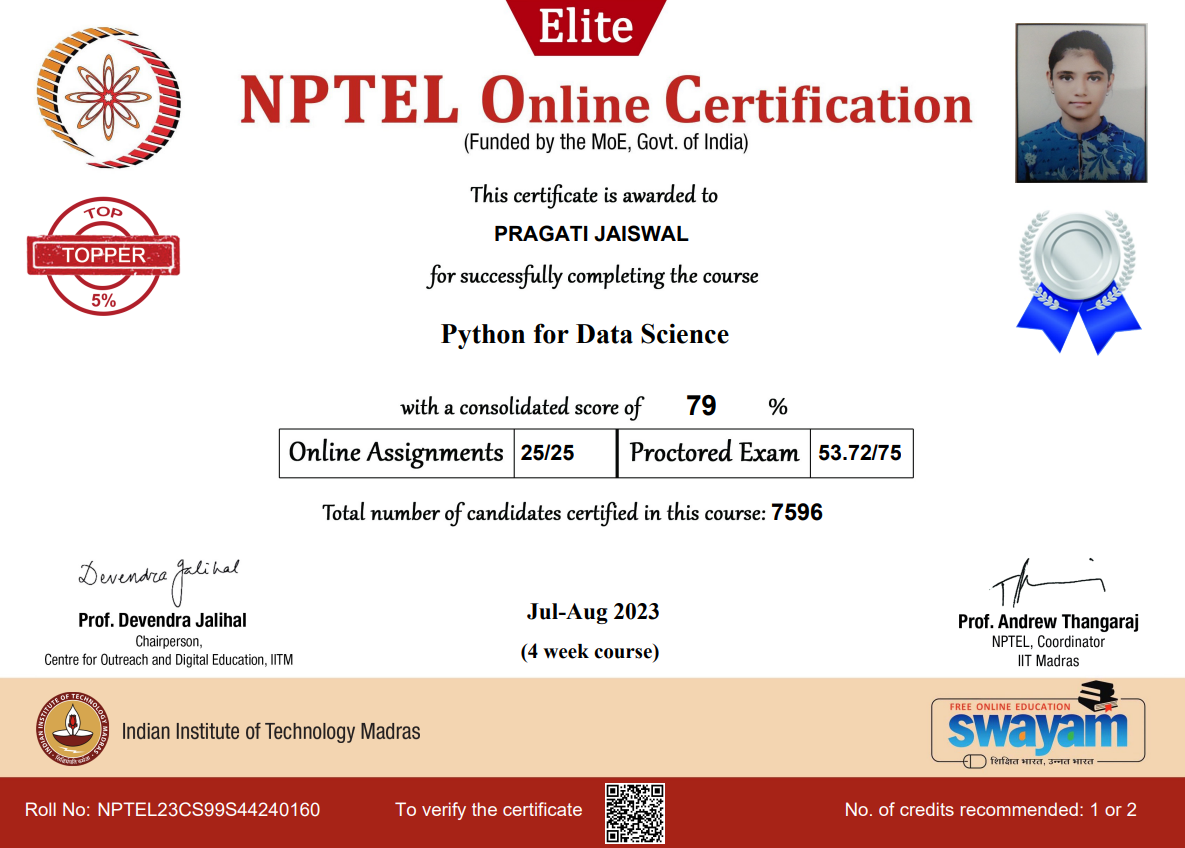 Elite
NPTEL Online Certification
(Funded by the MoE, Govt. of India)
This certificate is awarded to
PRAGATI JAISWAL
for successfully completing the course
Python for Data Science
TOP
TOPPER
5%
with a consolidated score of 79 %
Online Assignments 25/25 Proctored Exam 53.72/75
Total number of candidates certified in this course: 7596
Devendra Jalihal
Prof. Devendra Jalihal
Chairperson,
Centre for Outreach and Digital Education, IITM
Jul-Aug 2023
(4 week course)
Prof. Andrew Thangaraj
NPTEL, Coordinator
IIT Madras
INDIAN INSTITUTE OF TECHNOLOGY MADRAS
Indian Institute of Technology Madras
FREE ONLINE EDUCATION
swayam
शिक्षित भारत, उन्नत भारत
Roll No: NPTEL23CS99S44240160
To verify the certificate
No. of credits recommended: 1 or 2